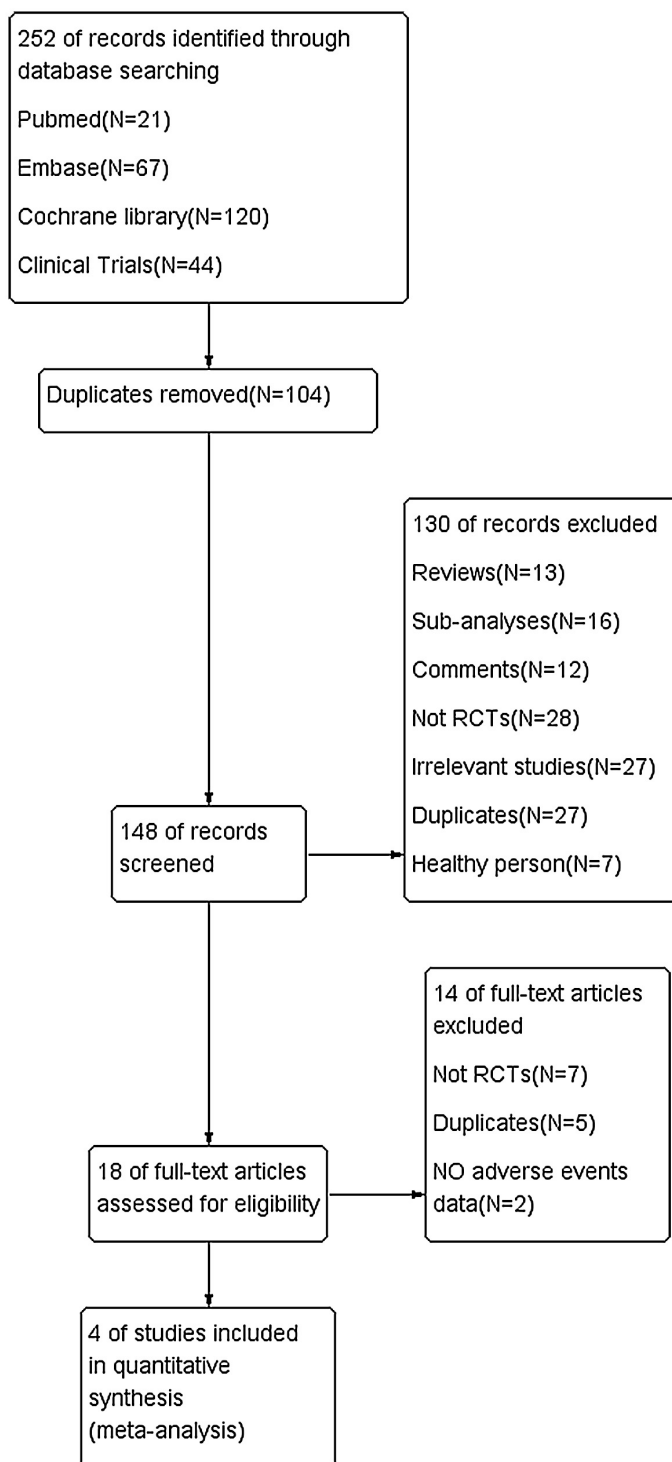 252 of records identified through
database searching
Pubmed(N=21)
Embase(N=67)
Cochrane library(N=120)
Clinical Trials(N=44)
Duplicates removed(N=104)
130 of records excluded
Reviews(N=13)
Sub-analyses(N=16)
Comments(N=12)
Not RCTs(N=28)
Irrelevant studies(N=27)
Duplicates(N=27)
Healthy person(N=7)
148 of records
screened
14 of full-text articles
excluded
Not RCTs(N=7)
Duplicates(N=5)
NO adverse events
data(N=2)
18 of full-text articles
assessed for eligibility
4 of studies included
in quantitative
synthesis
(meta-analysis)